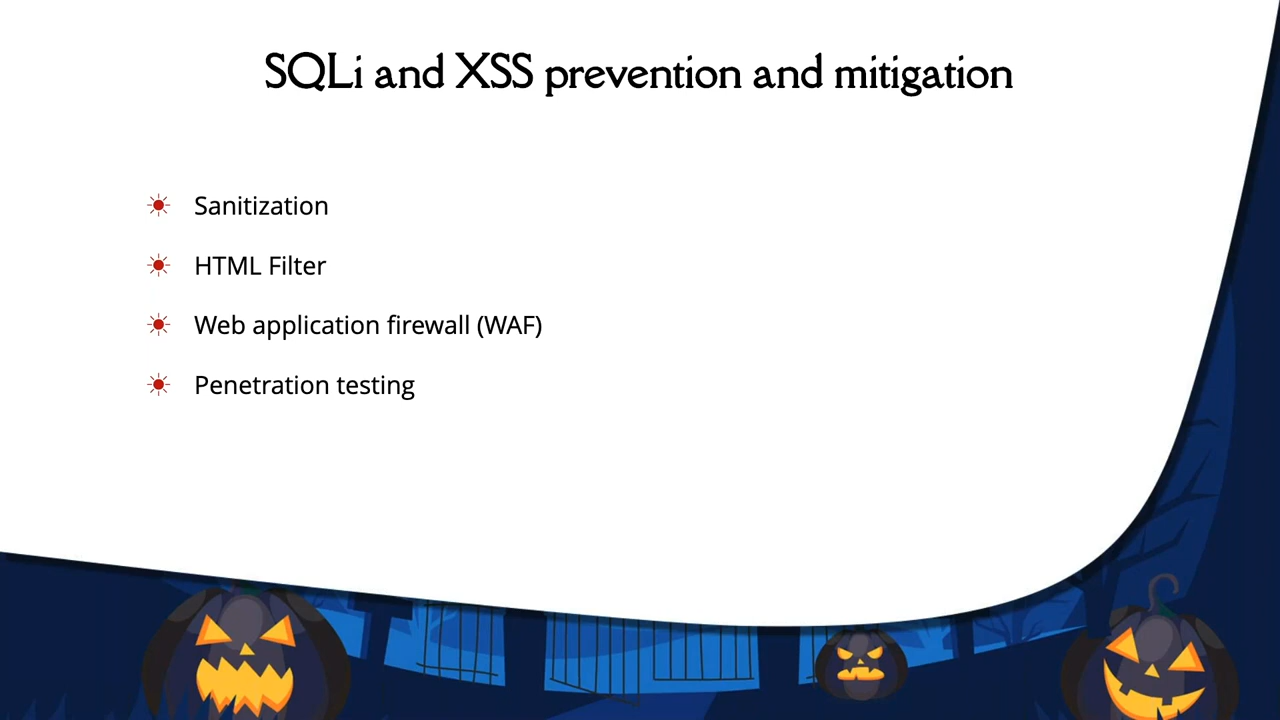 SQLi and XSS prevention and mitigation
Sanitization
HTML Filter
Web application firewall (WAF)
Penetration testing